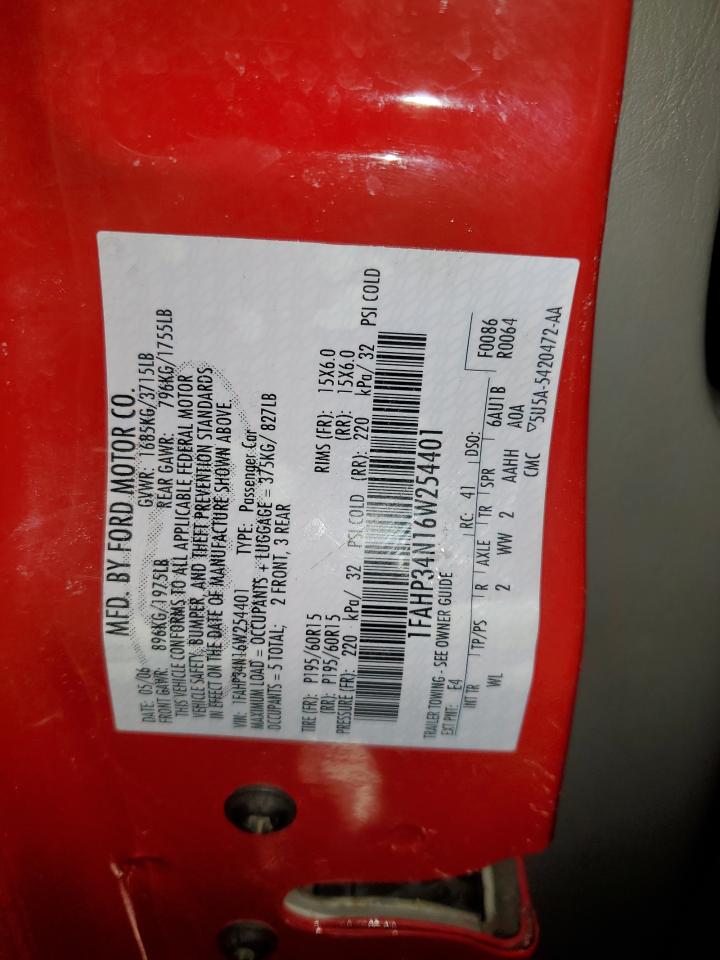 MFD. BY FORD MOTOR CO.
DATE: 05/06 GVWR: 1685KG/3715LB
FRONT GAWR: 896KG/1975LB REAR GAWR: 796KG/1755LB
THIS VEHICLE CONFORMS TO ALL APPLICABLE FEDERAL MOTOR
VEHICLE SAFETY, BUMPER, AND THEFT PREVENTION STANDARDS
IN EFFECT ON THE DATE OF MANUFACTURE SHOWN ABOVE.
VIN: 1FAHP34N16W254401 TYPE: Passenger Car
MAXIMUM LOAD = OCCUPANTS + LUGGAGE = 375KG/ 827LB
OCCUPANTS = 5 TOTAL; 2 FRONT, 3 REAR
TIRE (FR): P195/60R15 RIMS (FR): 15X6.0
(RR): P195/60R15 (RR): 15X6.0
PRESSURE (FR): 220 kPa/ 32 PSI COLD (RR): 220 kPa/ 32 PSI COLD
1FAHP34N16W254401
TRAILER TOWING - SEE OWNER GUIDE
EXT PNT: E4 RC: 41 DSO: F0086
INT TR TP/PS R AXLE TR SPR R0064
WL 2 WW 2 AAHH 6AU1B
CMC AOA
▽5U5A-5420472-AA